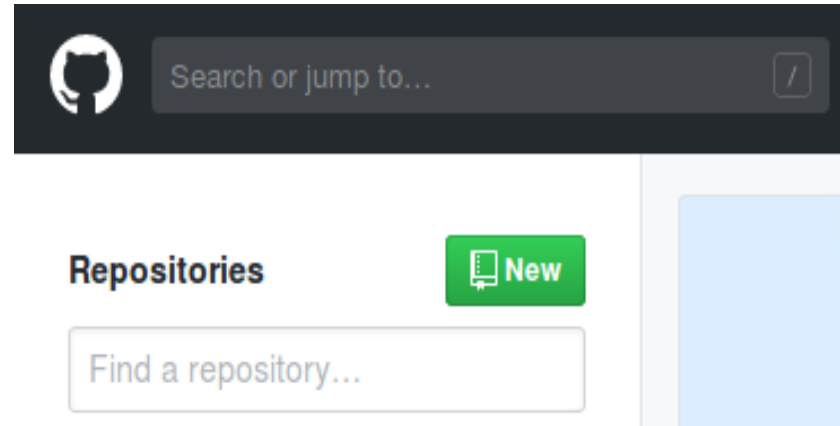 Search or jump to...
/
Repositories
New
Find a repository...